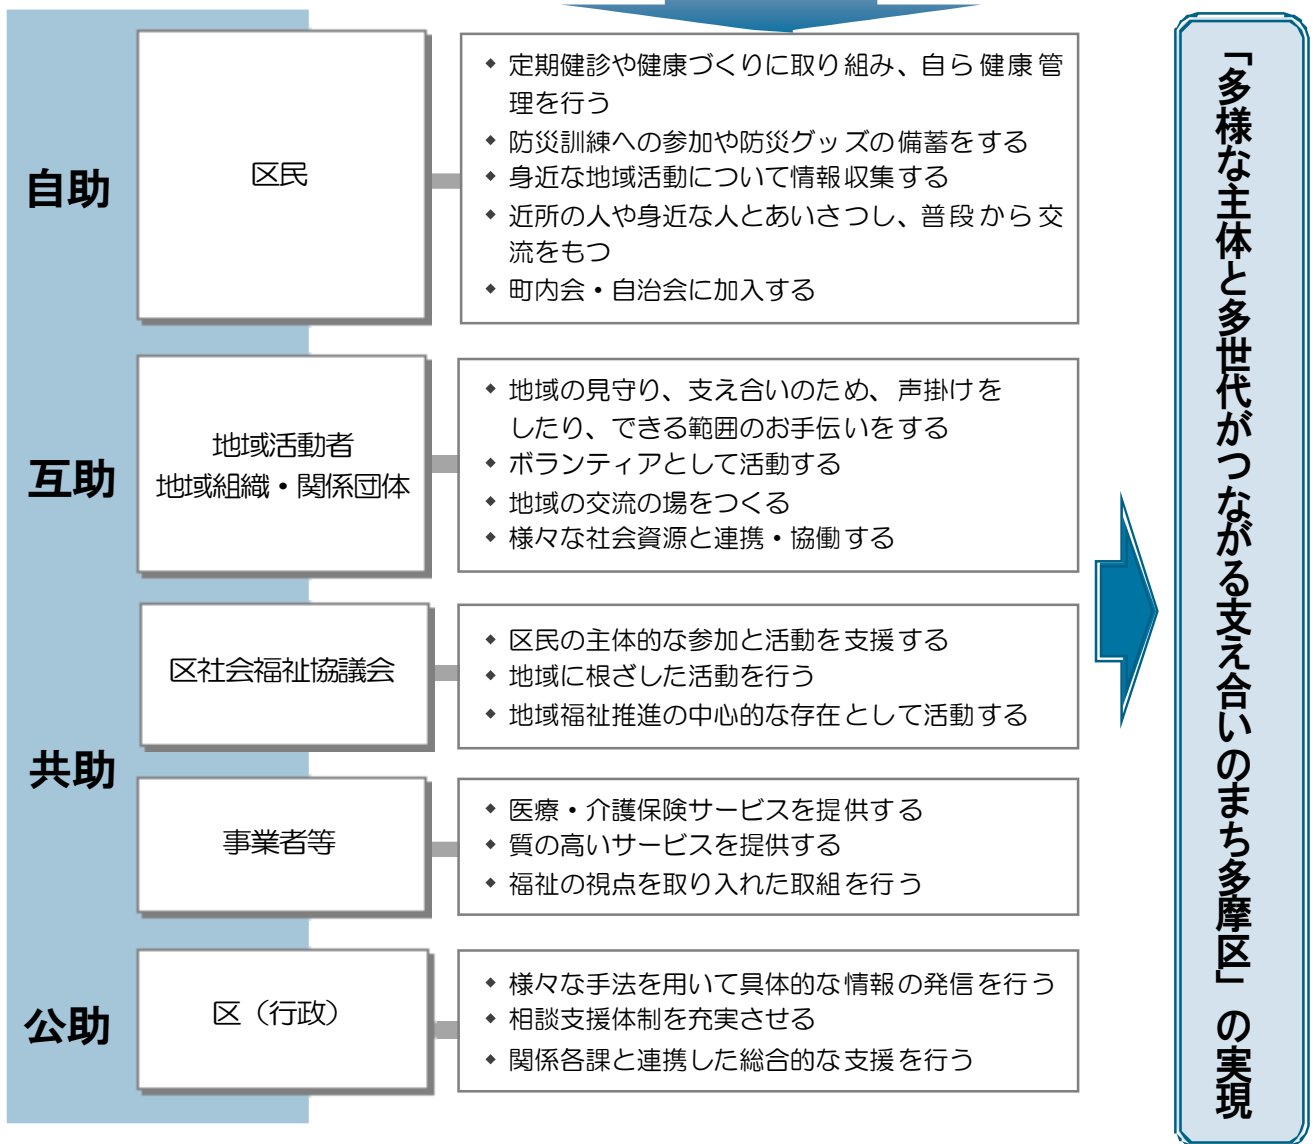 自助
区民
◆ 定期健診や健康づくりに取り組み、自ら健康管
理を行う
◆ 防災訓練への参加や防災グッズの備蓄をする
◆ 身近な地域活動について情報収集する
◆ 近所の人や身近な人とあいさつし、普段から交
流をもつ
◆ 町内会・自治会に加入する
互助
地域活動者
地域組織・関係団体
◆ 地域の見守り、支え合いのため、声掛けを
したり、できる範囲のお手伝いをする
◆ ボランティアとして活動する
◆ 地域の交流の場をつくる
◆ 様々な社会資源と連携・協働する
共助
区社会福祉協議会
◆ 区民の主体的な参加と活動を支援する
◆ 地域に根ざした活動を行う
◆ 地域福祉推進の中心的な存在として活動する
事業者等
◆ 医療・介護保険サービスを提供する
◆ 質の高いサービスを提供する
◆ 福祉の視点を取り入れた取組を行う
公助
区（行政）
◆ 様々な手法を用いて具体的な情報の発信を行う
◆ 相談支援体制を充実させる
◆ 関係各課と連携した総合的な支援を行う
「多様な主体と多世代がつながる支え合いのまち多摩区」の実現